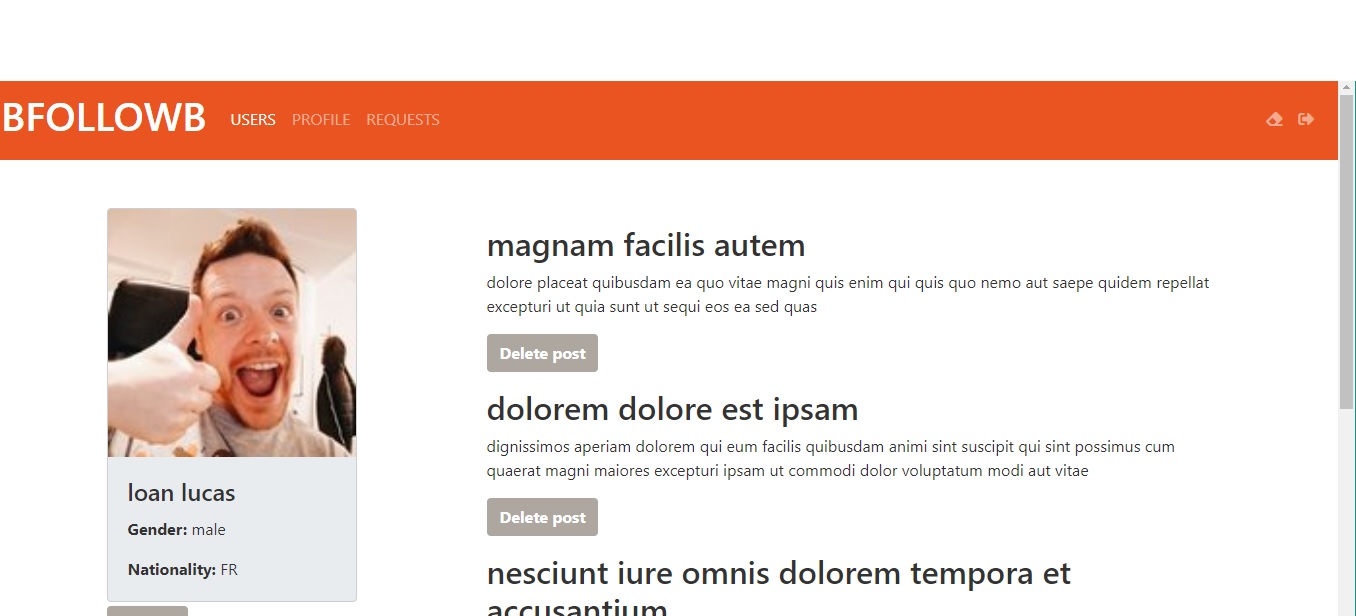 BFOLLOWB USERS PROFILE REQUESTS
magnam facilis autem
dolore placeat quibusdam ea quo vitae magni quis enim qui quis quo nemo aut saepe quidem repellat
excepturi ut quia sunt ut sequi eos ea sed quas
Delete post
dolorem dolore est ipsam
dignissimos aperiam dolorem qui eum facilis quibusdam animi sint suscipit qui sint possimus cum
quaerat magni maiores excepturi ipsam ut commodi dolor voluptatum modi aut vitae
Delete post
nesciunt iure omnis dolorem tempora et
accusantium
loan lucas
Gender: male
Nationality: FR